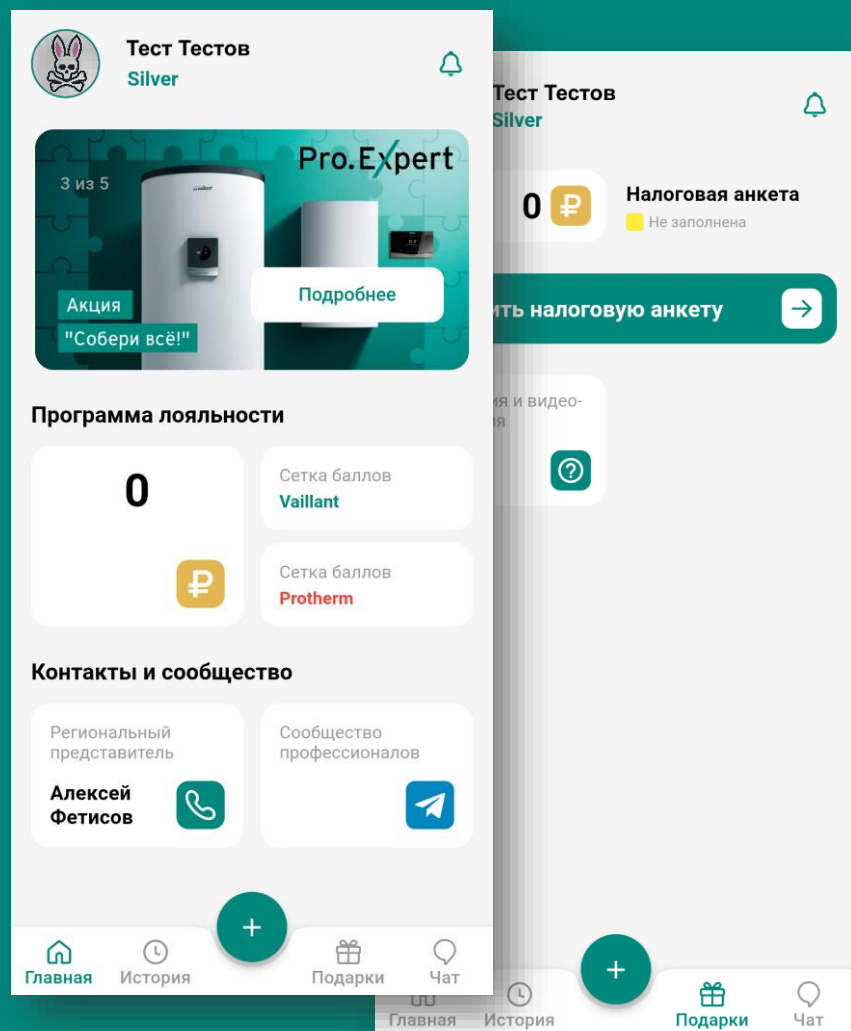 Тест Тестов
Silver
Pro.Expert
3 из 5
Vaillant
Подробнее
Акция
"Собери всё!"
Программа лояльности
0
Сетка баллов
Vaillant
Сетка баллов
Protherm
Контакты и сообщество
Региональный
представитель
Алексей
Фетисов
Сообщество
профессионалов
Главная
История
Подарки
Чат
Тест Тестов
Silver
0
Налоговая анкета
Не заполнена
налоговую анкету
и видео-
Главная
История
Подарки
Чат